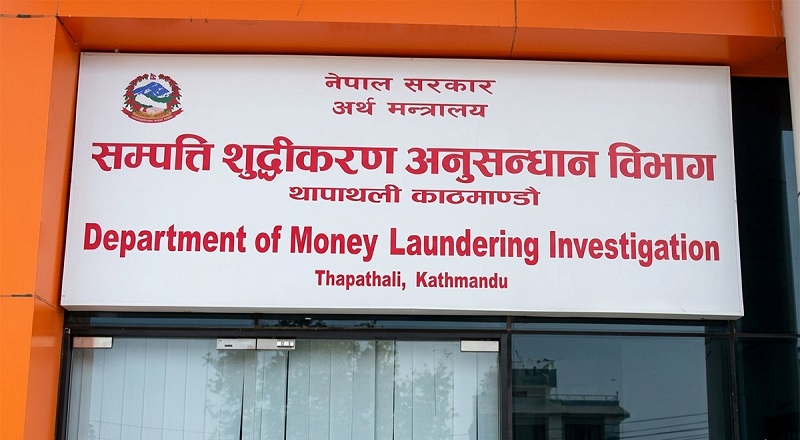 नेपाल सरकार
अर्थ मन्त्रालय
सम्पत्ति शुद्धीकरण अनुसन्धान विभाग
थापाथली काठमाण्डौ
Department of Money Laundering Investigation
Thapathali, Kathmandu